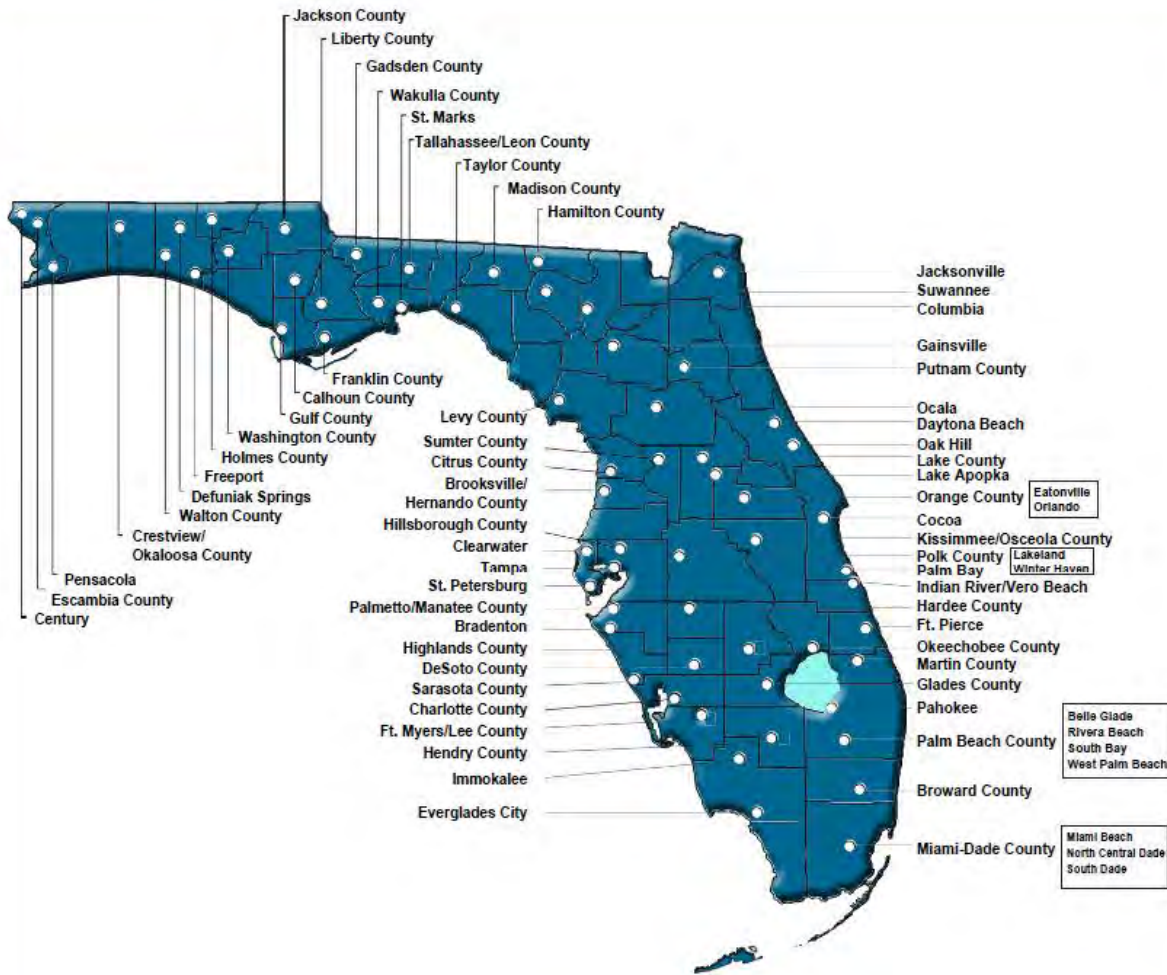 Jackson County
Liberty County
Gadsden County
Wakulla County
St. Marks
Tallahassee/Leon County
Taylor County
Madison County
Hamilton County
Franklin County
Calhoun County
Gulf County
Washington County
Holmes County
Freeport
Defuniak Springs
Walton County
Crestview/
Okaloosa County
Pensacola
Escambia County
Century
Levy County
Sumter County
Citrus County
Brooksville/
Hernando County
Hillsborough County
Clearwater
Tampa
St. Petersburg
Palmetto/Manatee County
Bradenton
Highlands County
DeSoto County
Sarasota County
Charlotte County
Ft. Myers/Lee County
Hendry County
Immokalee
Everglades City
Jacksonville
Suwannee
Columbia
Gainsville
Putnam County
Ocala
Daytona Beach
Oak Hill
Lake County
Lake Apopka
Orange County
Eatonville
Orlando
Cocoa
Kissimmee/Osceola County
Polk County
Lakeland
Winter Haven
Palm Bay
Indian River/Vero Beach
Hardee County
Ft. Pierce
Okeechobee County
Martin County
Glades County
Pahokee
Palm Beach County
Belle Glade
Rivera Beach
South Bay
West Palm Beach
Broward County
Miami-Dade County
Miami Beach
North Central Dade
South Dade